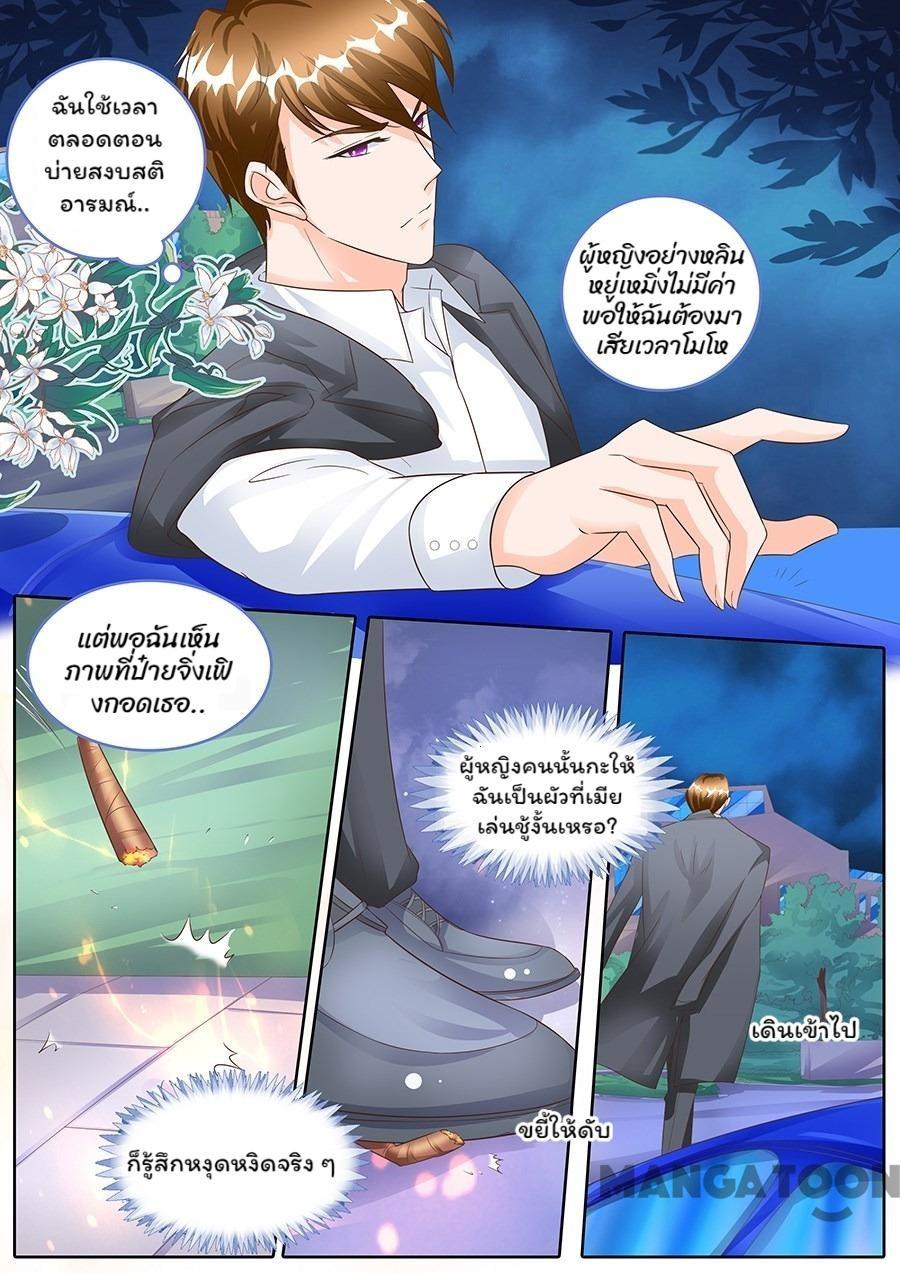 ฉันใช้เวลา
ตลอดตอน
บ่ายสงบสติ
อารมณ์..
ผู้หญิงอย่างหลิน
หยู่เหมิ่งไม่มีค่า
พอให้ฉันต้องมา
เสียเวลาโมโห
แต่พอฉันเห็น
ภาพที่ป๋ายจิ่งเฟิ
งกอดเธอ..
ก็รู้สึกหงุดหงิดจริง ๆ
ผู้หญิงคนนั้นกะให้
ฉันเป็นผัวที่เมีย
เล่นชู้งั้นเหรอ?
ขยี้ให้ดับ
เดินเข้าไป
MANGATOON